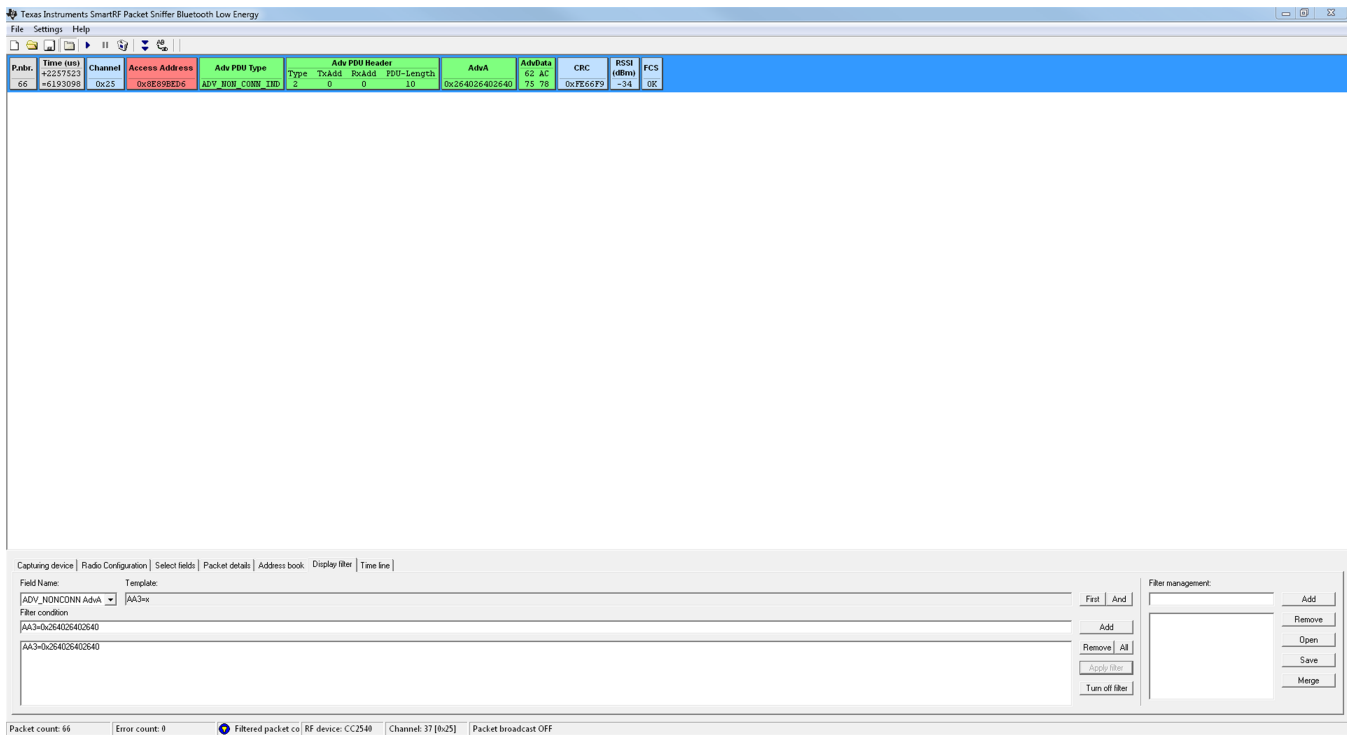 Texas Instruments SmartRF Packet Sniffer Bluetooth Low Energy
File Settings Help
P.nbr. Time (us) Channel Access Address Adv PDU Type Adv PDU Header AdvA AdvData CRC RSSI (dBm) FCS
+2257523 Type TxAdd RxAdd PDU-Length 62 AC
66 =6193098 0x25 0x8E89BED6 ADV_NON_CONN_IND 2 0 0 10 0x264026402640 75 78 0xFE66F9 -34 OK
Capturing device Radio Configuration Select fields Packet details Address book Display filter Time line
Field Name: Template: Filter management:
ADV_NONCONN AdvA AA3=x First And Add
Filter condition
AA3=0x264026402640 Add Remove
AA3=0x264026402640 Remove All Open
Apply filter Save
Turn off filter Merge
Packet count: 66 Error count: 0 Filtered packet co RF device: CC2540 Channel: 37 [0x25] Packet broadcast OFF